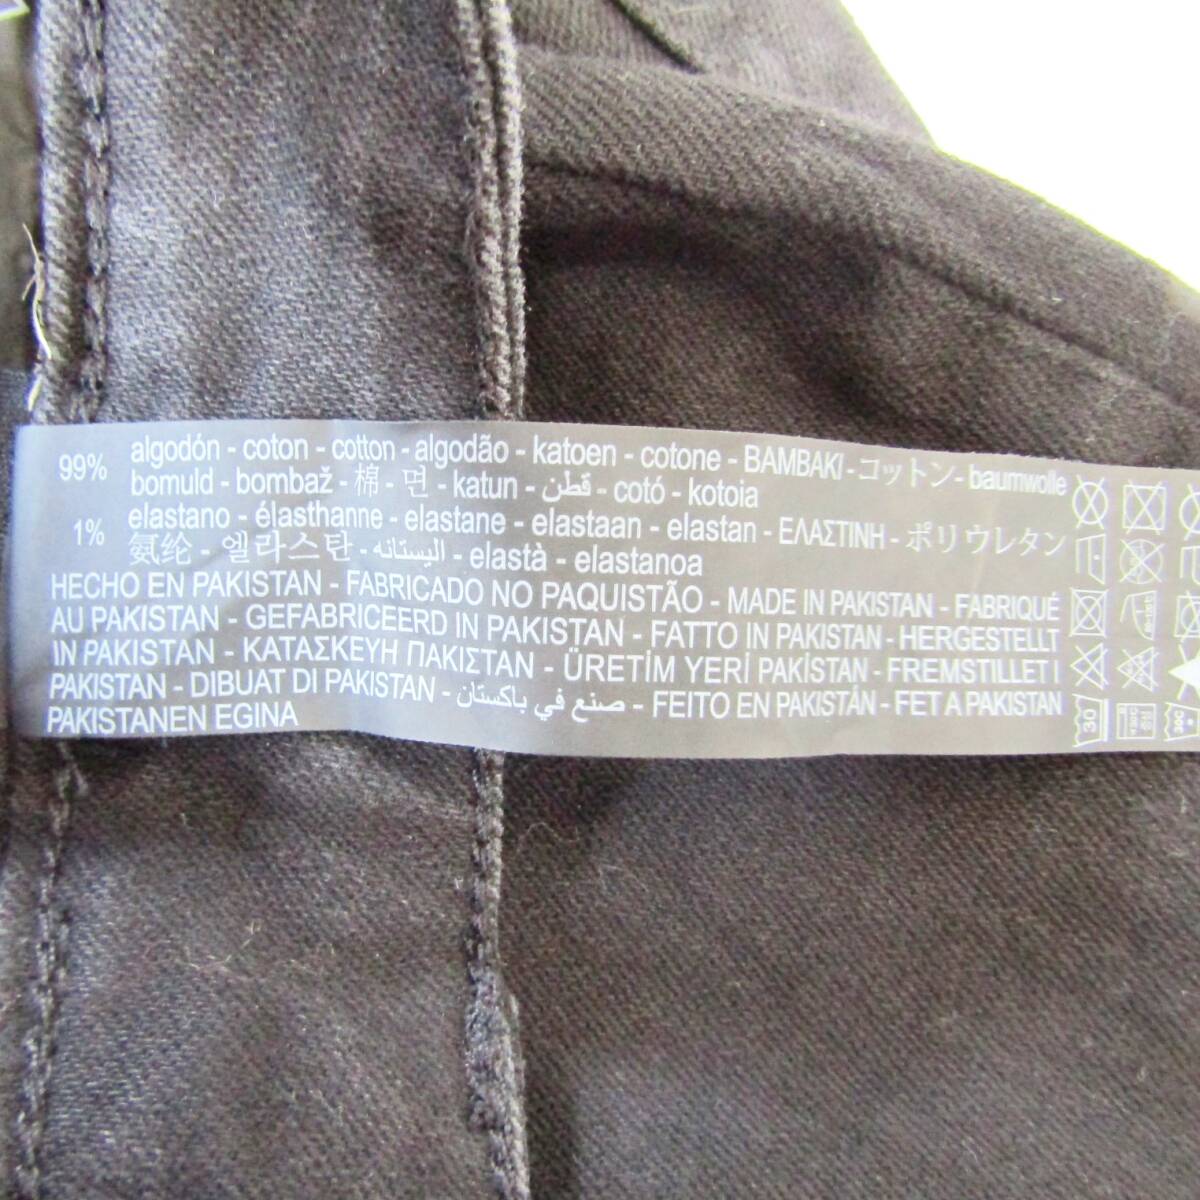 99% algodón - coton - cotton - algodão - katoen - cotone - BAMBAKI - コットン - baumwolle
bomuld - bombaž - 棉 - 면 - katun - قطن - cotó - kotoia
1% elastano - élasthanne - elastane - elastaan - elastan - ΕΛΑΣΤΙΝΗ - ポリウレタン
氨纶 - 엘라스탄 - اليستانه - elastà - elastanoa
HECHO EN PAKISTAN - FABRICADO NO PAQUISTÃO - MADE IN PAKISTAN - FABRIQUÉ
AU PAKISTAN - GEFABRICEERD IN PAKISTAN - FATTO IN PAKISTAN - HERGESTELLT
IN PAKISTAN - ΚΑΤΑΣΚΕΥΗ ΠΑΚΙΣΤΑΝ - ÜRETİM YERİ PAKİSTAN - FREMSTILLET I
PAKISTAN - DIBUAT DI PAKISTAN - صنع في باكستان - FEITO EN PAKISTÁN - FET A PAKISTAN
PAKISTANEN EGINA
30
30